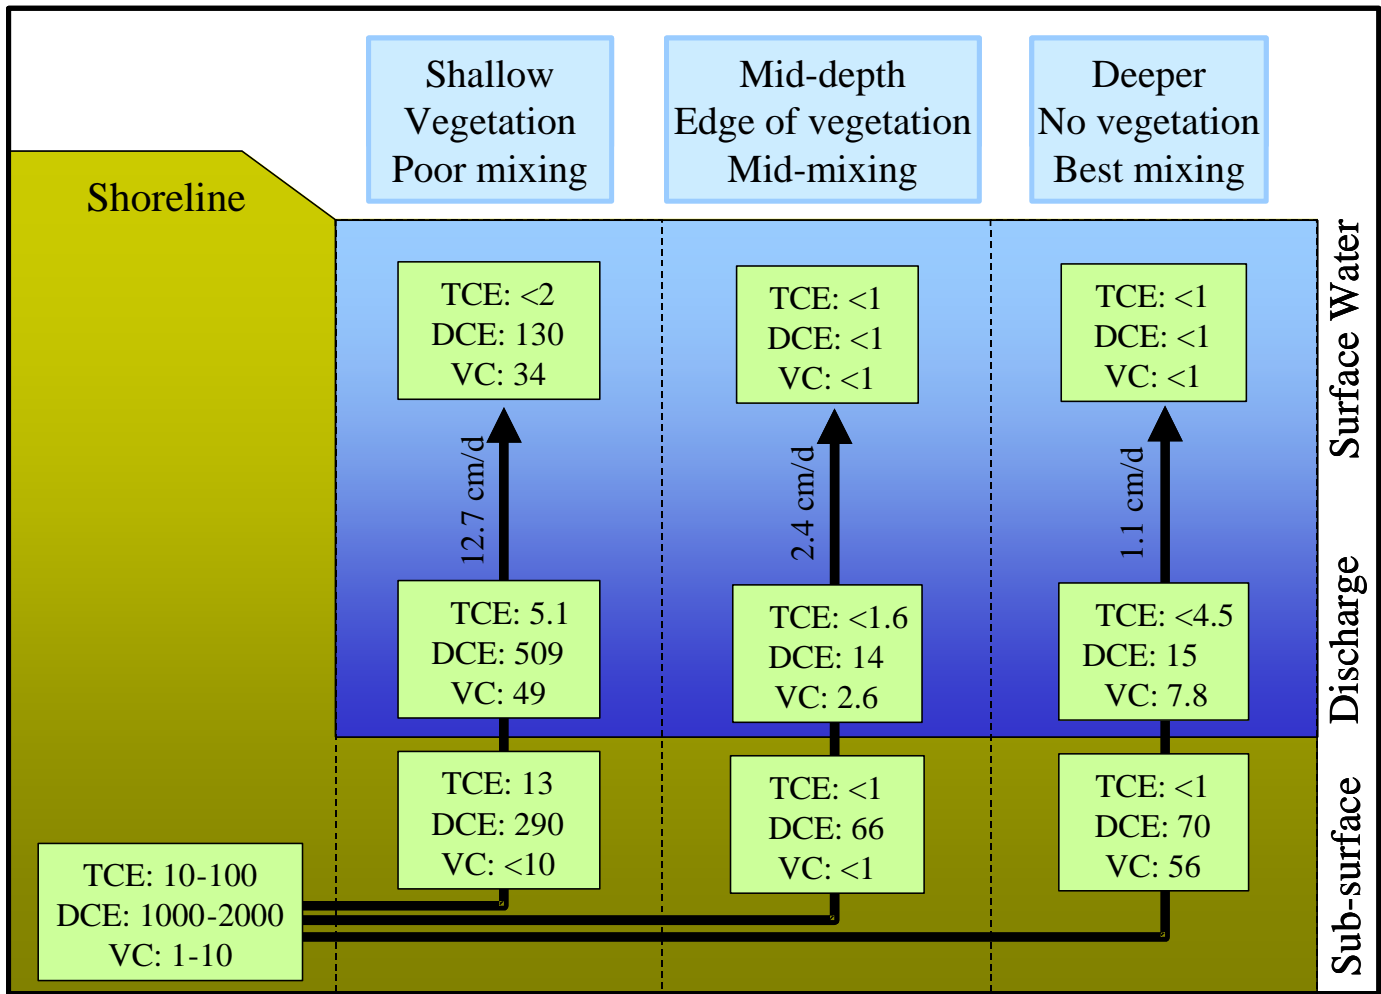 Shallow
Vegetation
Poor mixing
Mid-depth
Edge of vegetation
Mid-mixing
Deeper
No vegetation
Best mixing
Shoreline
Surface Water
TCE: <2
DCE: 130
VC: 34
TCE: <1
DCE: <1
VC: <1
TCE: <1
DCE: <1
VC: <1
12.7 cm/d
2.4 cm/d
1.1 cm/d
Discharge
TCE: 5.1
DCE: 509
VC: 49
TCE: <1.6
DCE: 14
VC: 2.6
TCE: <4.5
DCE: 15
VC: 7.8
Sub-surface
TCE: 13
DCE: 290
VC: <10
TCE: <1
DCE: 66
VC: <1
TCE: <1
DCE: 70
VC: 56
TCE: 10-100
DCE: 1000-2000
VC: 1-10